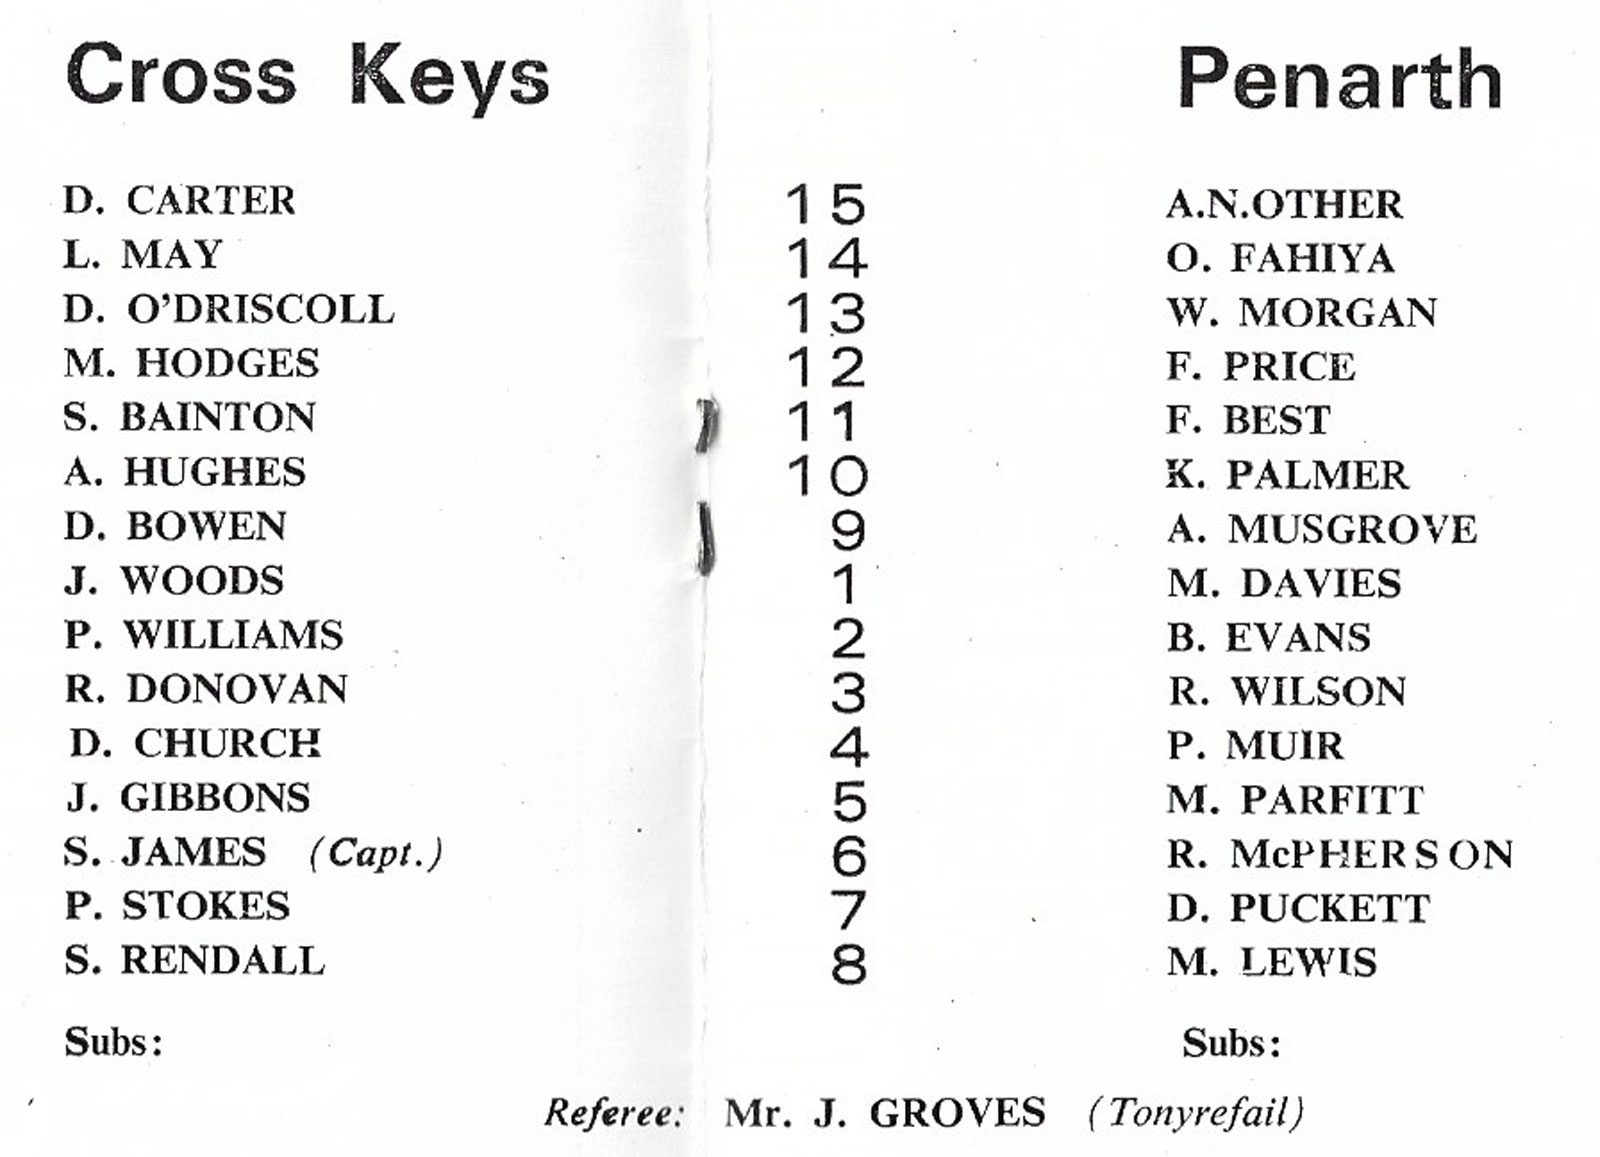 Cross Keys Penarth
D. CARTER 15 A.N.OTHER
L. MAY 14 O. FAHIYA
D. O'DRISCOLL 13 W. MORGAN
M. HODGES 12 F. PRICE
S. BAINTON 11 F. BEST
A. HUGHES 10 K. PALMER
D. BOWEN 9 A. MUSGROVE
J. WOODS 1 M. DAVIES
P. WILLIAMS 2 B. EVANS
R. DONOVAN 3 R. WILSON
D. CHURCH 4 P. MUIR
J. GIBBONS 5 M. PARFITT
S. JAMES (Capt.) 6 R. McPHERSON
P. STOKES 7 D. PUCKETT
S. RENDALL 8 M. LEWIS
Subs: Subs:
Referee: Mr. J. GROVES (Tonyrefail)